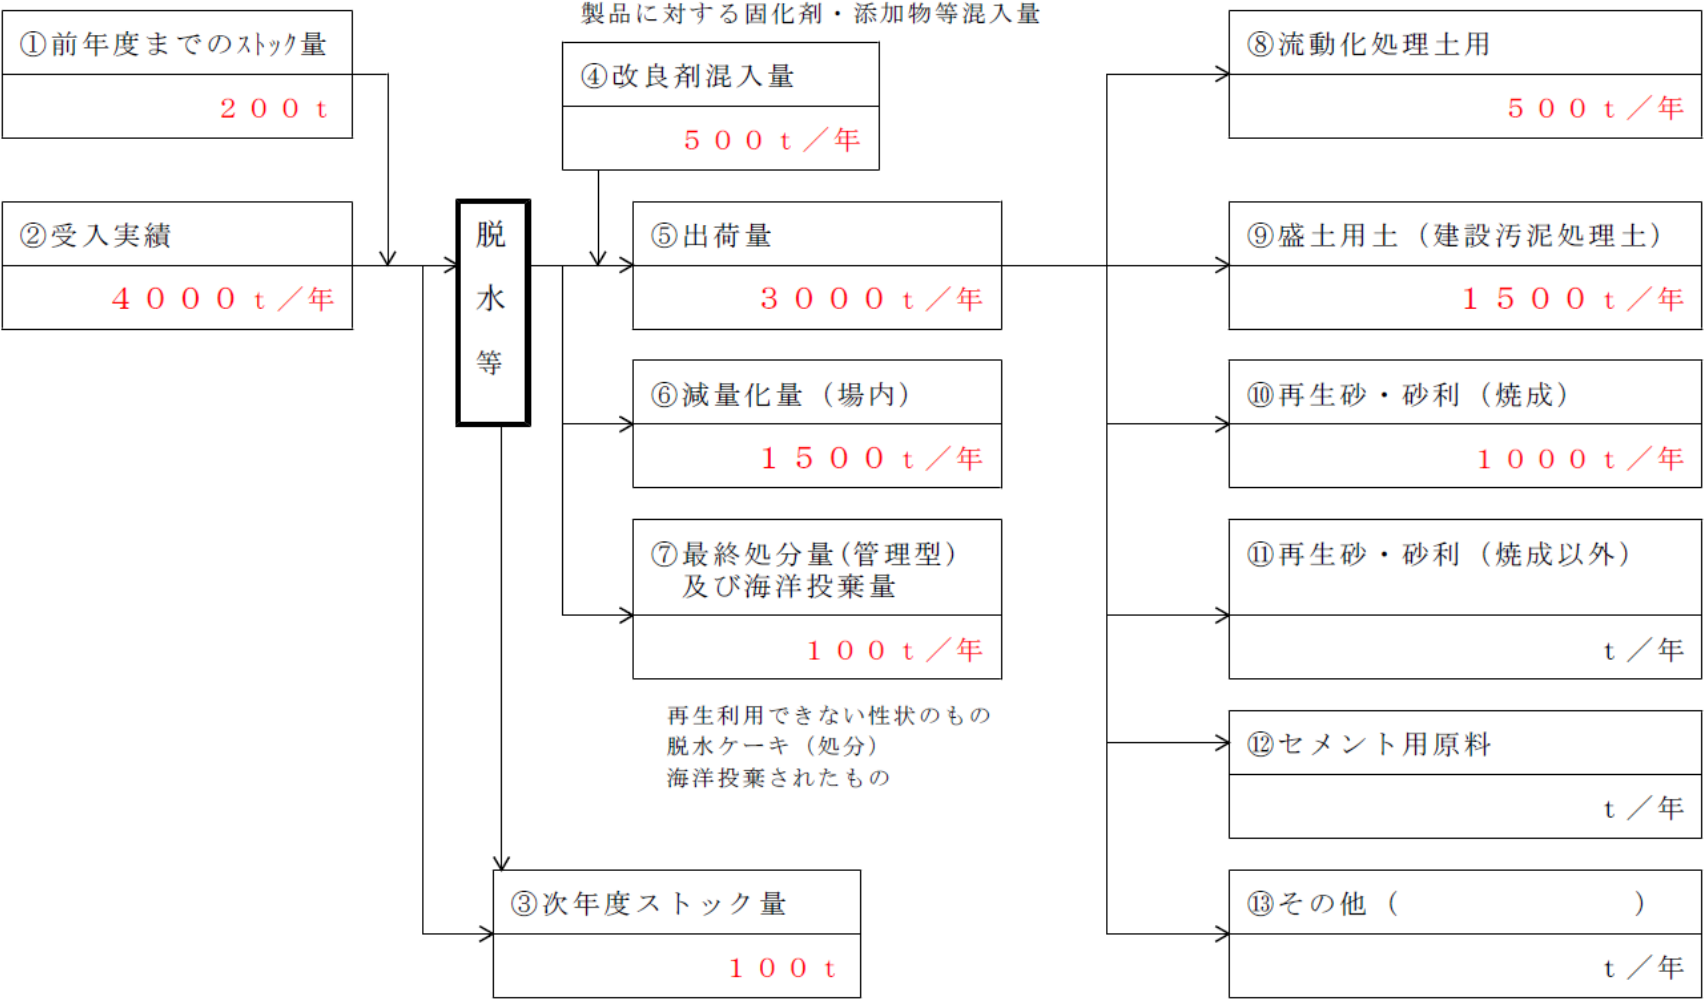 製品に対する固化剤・添加物等混入量
①前年度までのｽﾄｯｸ量
２００ｔ
②受入実績
４０００ｔ／年
脱
水
等
④改良剤混入量
５００ｔ／年
⑤出荷量
３０００ｔ／年
⑥減量化量（場内）
１５００ｔ／年
⑦最終処分量(管理型)
及び海洋投棄量
１００ｔ／年
再生利用できない性状のもの
脱水ケーキ（処分）
海洋投棄されたもの
③次年度ストック量
１００ｔ
⑧流動化処理土用
５００ｔ／年
⑨盛土用土（建設汚泥処理土）
１５００ｔ／年
⑩再生砂・砂利（焼成）
１０００ｔ／年
⑪再生砂・砂利（焼成以外）
ｔ／年
⑫セメント用原料
ｔ／年
⑬その他（　　　　　　　）
ｔ／年